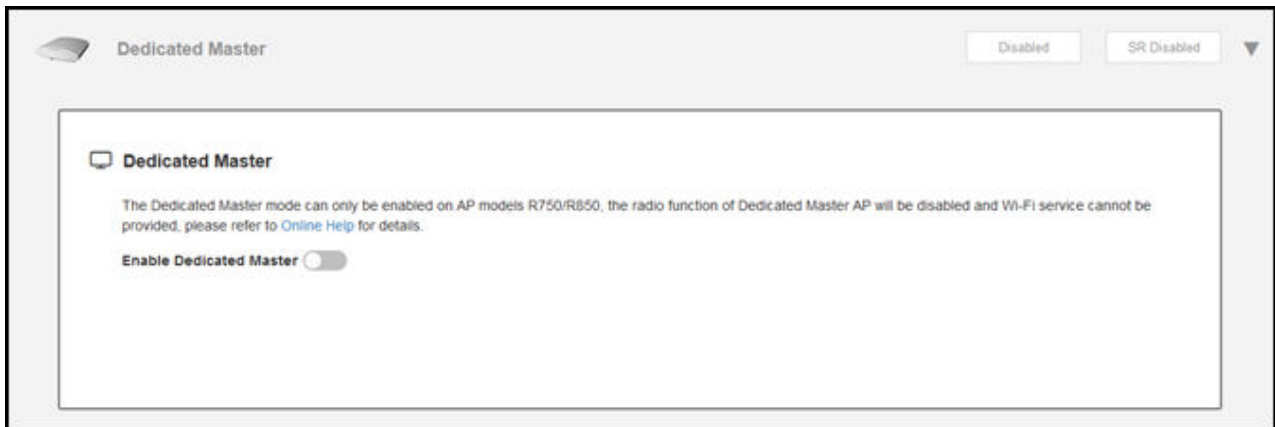 Dedicated Master
Disabled
SR Disabled
Dedicated Master
The Dedicated Master mode can only be enabled on AP models R750/R850, the radio function of Dedicated Master AP will be disabled and Wi-Fi service cannot be
provided, please refer to Online Help for details.
Enable Dedicated Master